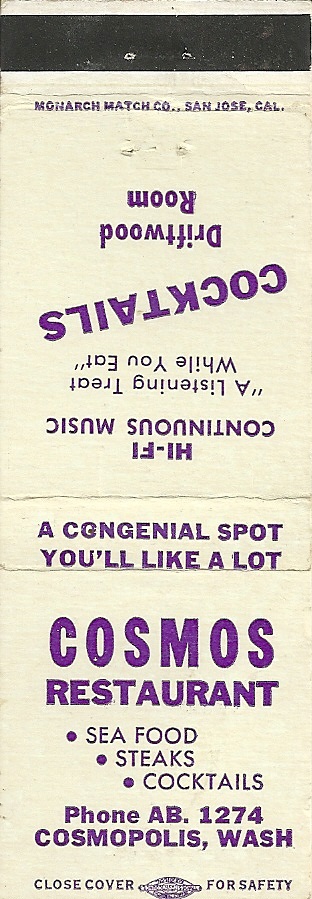 MONARCH MATCH CO., SAN JOSE, CAL.
HI-FI
CONTINUOUS MUSIC
"A Listening Treat
While You Eat"
COCKTAILS
Driftwood
Room
A CONGENIAL SPOT
YOU'LL LIKE A LOT
COSMOS
RESTAURANT
• SEA FOOD
• STEAKS
• COCKTAILS
Phone AB. 1274
COSMOPOLIS, WASH
CLOSE COVER FOR SAFETY